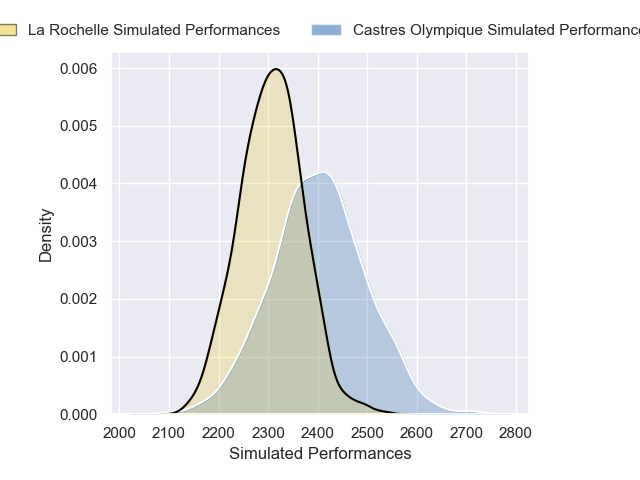 La Rochelle Simulated Performances
Castres Olympique Simulated
0.006
0.005
0.004
0.003
0.002
0.001
0.000
Density
2000 2100 2200 2300 2400 2500 2600 2700 2800
Simulated Performances